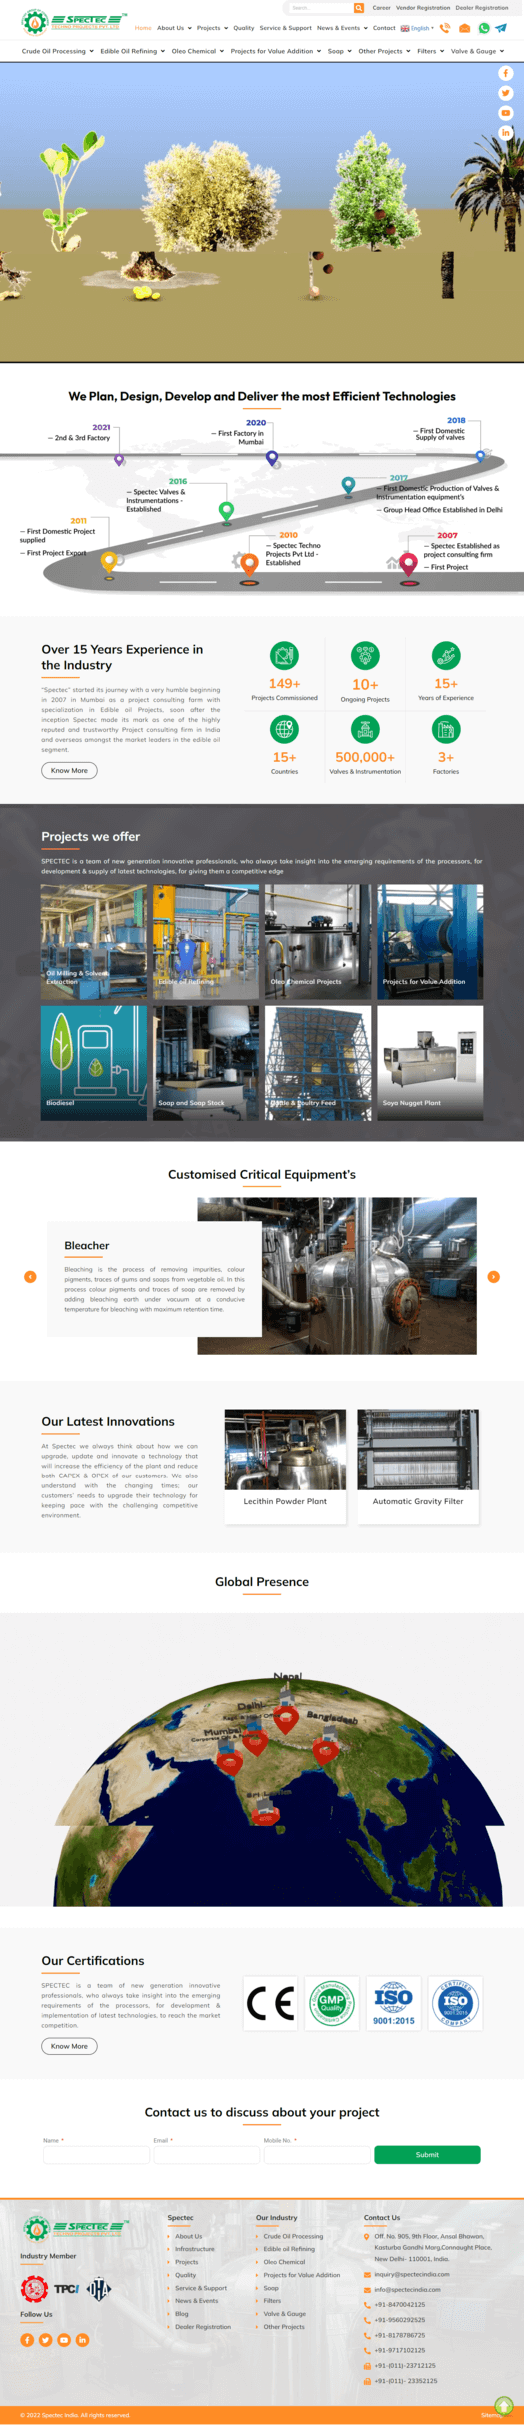 Search...
Career Vendor Registration Dealer Registration
SPECTEC TM
TECHNO PROJECTS PVT. LTD.
Home About Us Projects Quality Service & Support News & Events Contact English
Crude Oil Processing Edible Oil Refining Oleo Chemical Projects for Value Addition Soap Other Projects Filters Valve & Gauge
We Plan, Design, Develop and Deliver the most Efficient Technologies
2021
— 2nd & 3rd Factory
2020
— First Factory in
Mumbai
2018
— First Domestic
Supply of valves
2016
— Spectec Valves &
Instrumentations -
Established
2017
— First Domestic Production of Valves &
Instrumentation equipment's
— Group Head Office Established in Delhi
2011
— First Domestic Project
supplied
— First Project Export
2010
— Spectec Techno
Projects Pvt Ltd -
Established
2007
— Spectec Established as
project consulting firm
— First Project
Over 15 Years Experience in
the Industry
"Spectec" started its journey with a very humble beginning
in 2007 in Mumbai as a project consulting farm with
specialization in Edible oil Projects, soon after the
inception Spectec made its mark as one of the highly
reputed and trustworthy Project consulting firm in India
and overseas amongst the market leaders in the edible oil
segment.
Know More
149+
Projects Commissioned
10+
Ongoing Projects
15+
Years of Experience
15+
Countries
500,000+
Valves & Instrumentation
3+
Factories
Projects we offer
SPECTEC is a team of new generation innovative professionals, who always take insight into the emerging requirements of the processors, for
development & supply of latest technologies, for giving them a competitive edge
Oil Milling & Solvent
Extraction
Edible oil Refining
Oleo Chemical Projects
Projects for Value Addition
Biodiesel
Soap and Soap Stock
Cattle & Poultry Feed
Soya Nugget Plant
Customised Critical Equipment's
Bleacher
Bleaching is the process of removing impurities, colour
pigments, traces of gums and soaps from vegetable oil. In this
process colour pigments and traces of soap are removed by
adding bleaching earth under vacuum at a conducive
temperature for bleaching with maximum retention time.
Our Latest Innovations
At Spectec we always think about how we can
upgrade, update and innovate a technology that
will increase the efficiency of the plant and reduce
both CAPEX & OPEX of our customers. We also
understand with the changing times; our
customers' needs to upgrade their technology for
keeping pace with the challenging competitive
environment.
Lecithin Powder Plant
Automatic Gravity Filter
Global Presence
Nepal
Delhi
Bangladesh
Mumbai
Our Certifications
SPECTEC is a team of new generation innovative
professionals, who always take insight into the emerging
requirements of the processors, for development &
implementation of latest technologies, to reach the market
competition.
Know More
CE
GMP
Quality
ISO
9001:2015
CERTIFIED
ISO
9001:2015
COMPANY
Contact us to discuss about your project
Name *
Email *
Mobile No. *
Submit
SPECTEC TM
TECHNO PROJECTS PVT. LTD.
Industry Member
TPCI
Follow Us
Spectec
About Us
Infrastructure
Projects
Quality
Service & Support
News & Events
Blog
Dealer Registration
Our Industry
Crude Oil Processing
Edible oil Refining
Oleo Chemical
Projects for Value Addition
Soap
Filters
Valve & Gauge
Other Projects
Contact Us
Off. No. 905, 9th Floor, Ansal Bhawan,
Kasturba Gandhi Marg,Connaught Place,
New Delhi- 110001, India.
inquiry@spectecindia.com
info@spectecindia.com
+91-8470042125
+91-9560292525
+91-8178786725
+91-9717102125
+91-(011)-23712125
+91-(011)- 23352125
© 2022 Spectec India. All rights reserved.